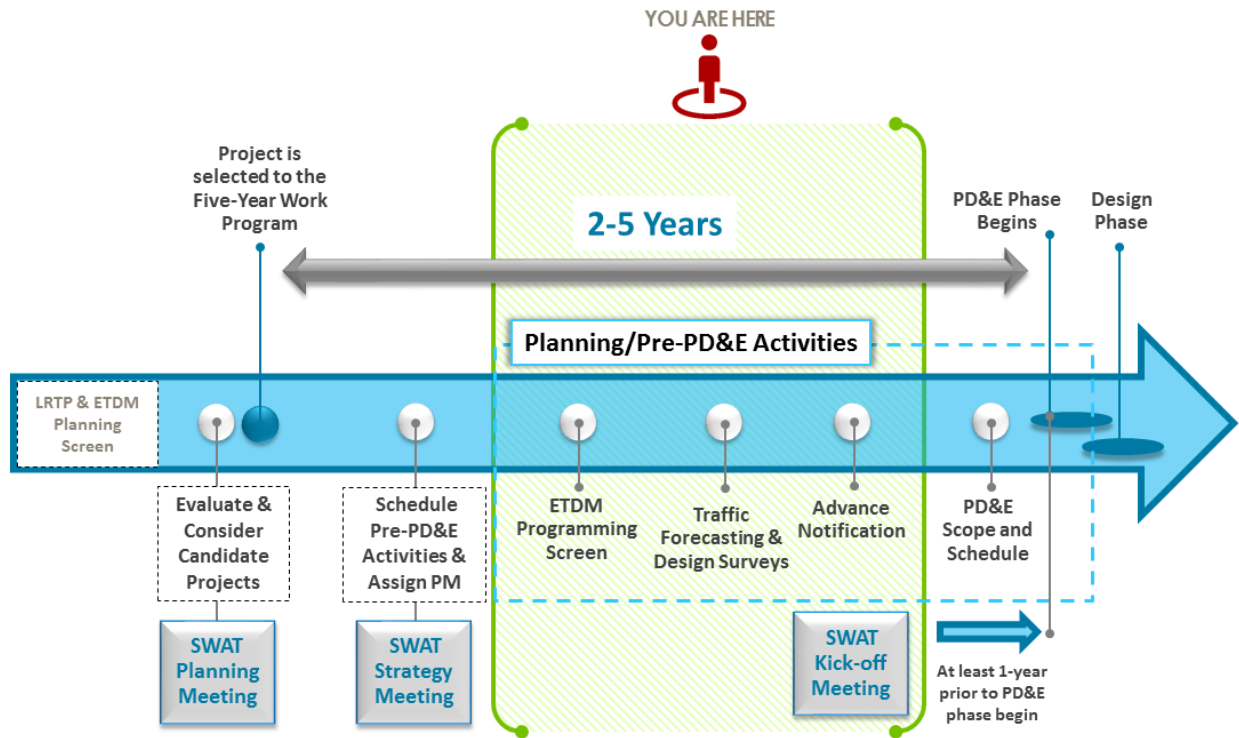 YOU ARE HERE
Project is
selected to the
Five-Year Work
Program
2-5 Years
PD&E Phase
Begins
Design
Phase
Planning/Pre-PD&E Activities
LRTP & ETDM
Planning
Screen
Evaluate &
Consider
Candidate
Projects
Schedule
Pre-PD&E
Activities &
Assign PM
ETDM
Programming
Screen
Traffic
Forecasting &
Design Surveys
Advance
Notification
PD&E
Scope and
Schedule
SWAT
Planning
Meeting
SWAT
Strategy
Meeting
SWAT
Kick-off
Meeting
At least 1-year
prior to PD&E
phase begin